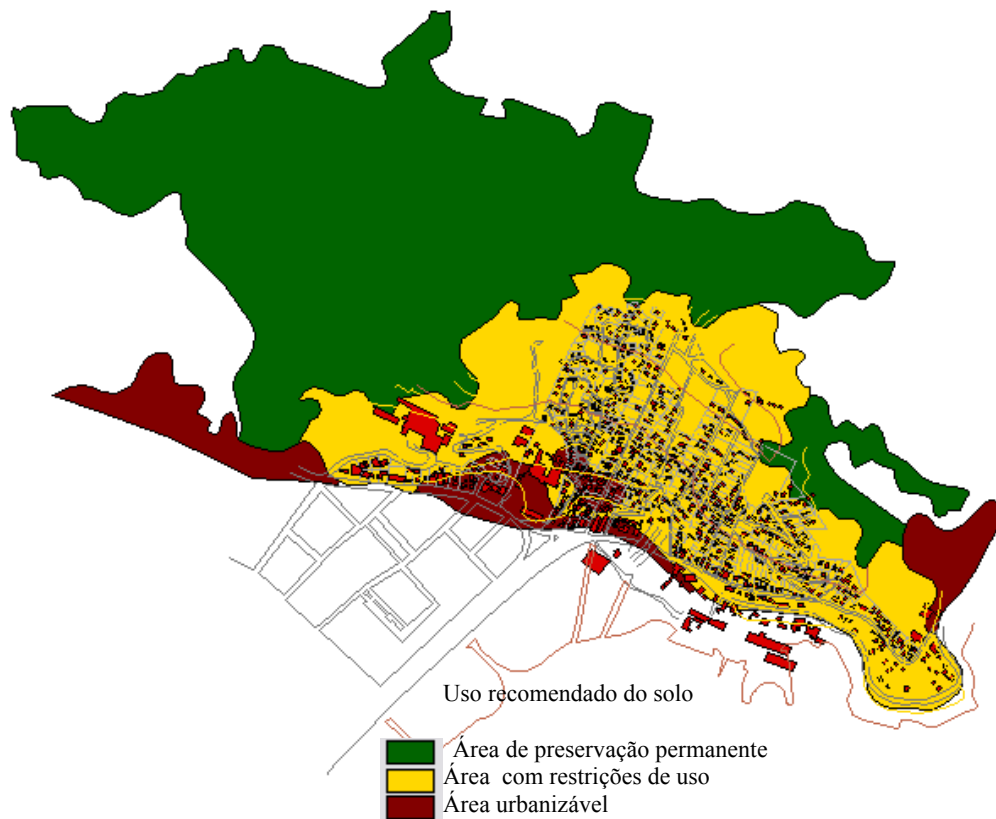 Uso recomendado do solo
Área de preservação permanente
Área com restrições de uso
Área urbanizável